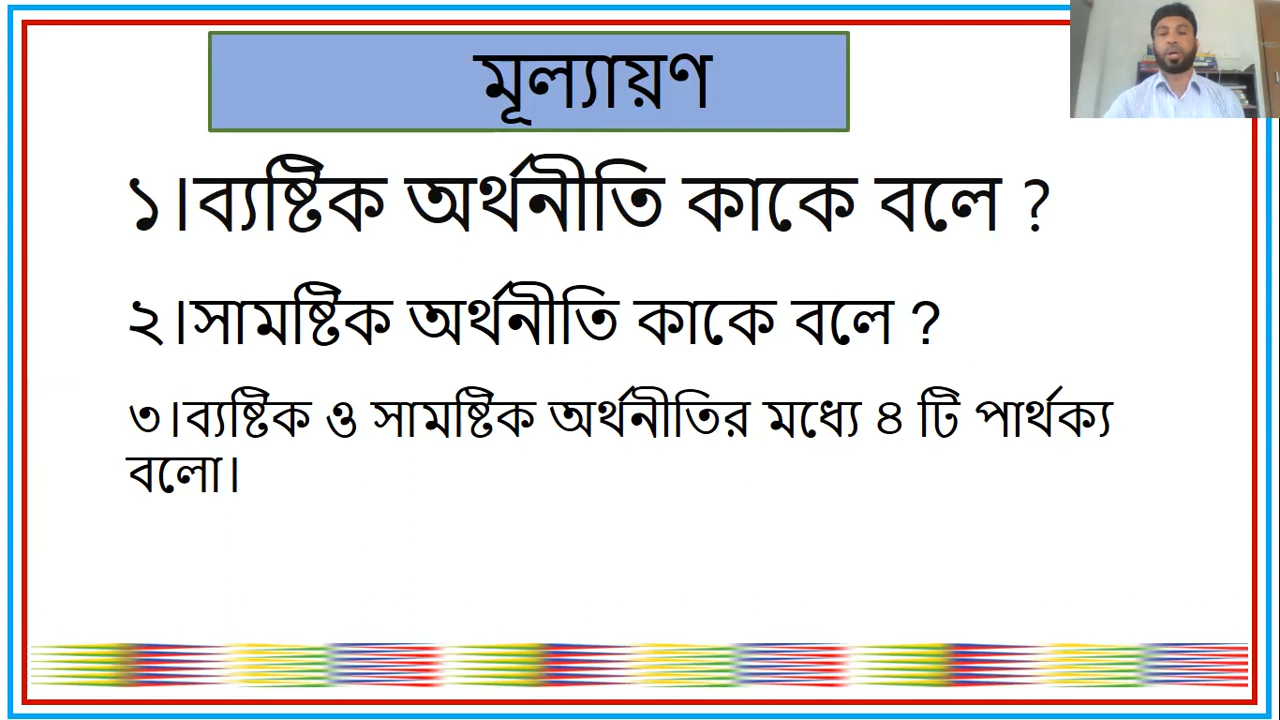 মূল্যায়ণ
১।ব্যষ্টিক অর্থনীতি কাকে বলে ?
২।সামষ্টিক অর্থনীতি কাকে বলে ?
৩।ব্যষ্টিক ও সামষ্টিক অর্থনীতির মধ্যে ৪ টি পার্থক্য
বলো।